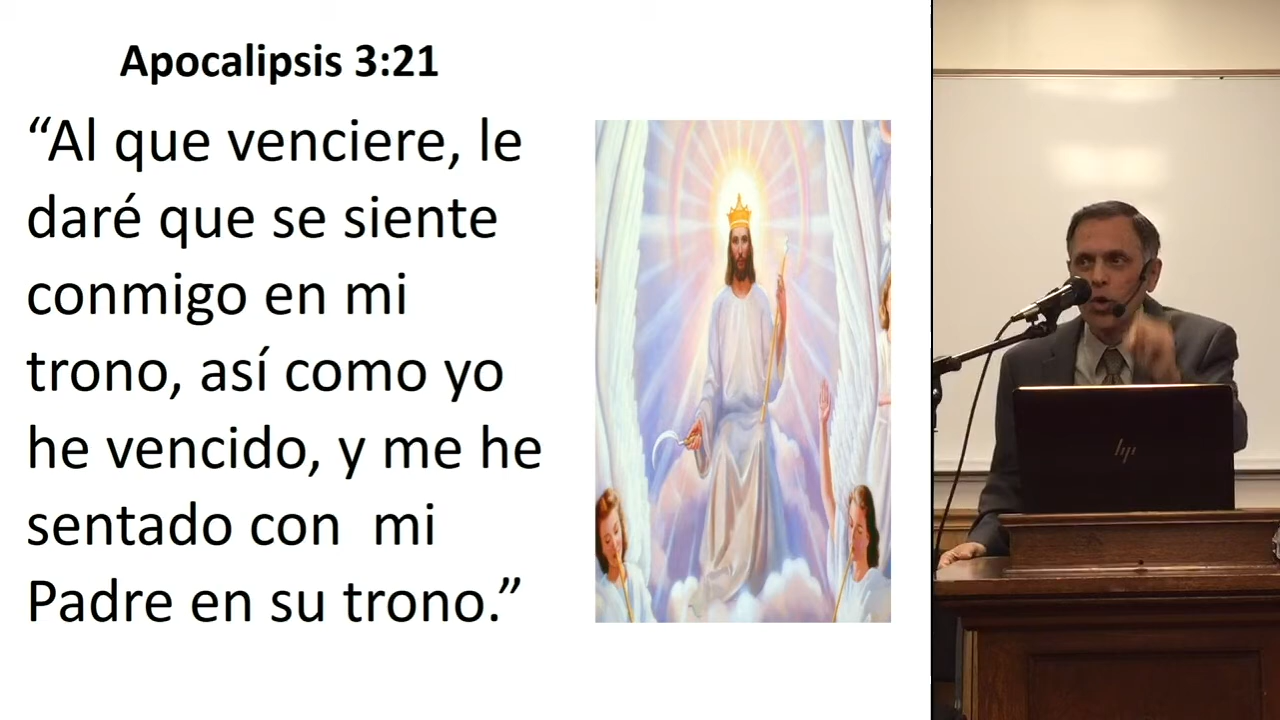 Apocalipsis 3:21
“Al que venciere, le
daré que se siente
conmigo en mi
trono, así como yo
he vencido, y me he
sentado con  mi
Padre en su trono.”
hp